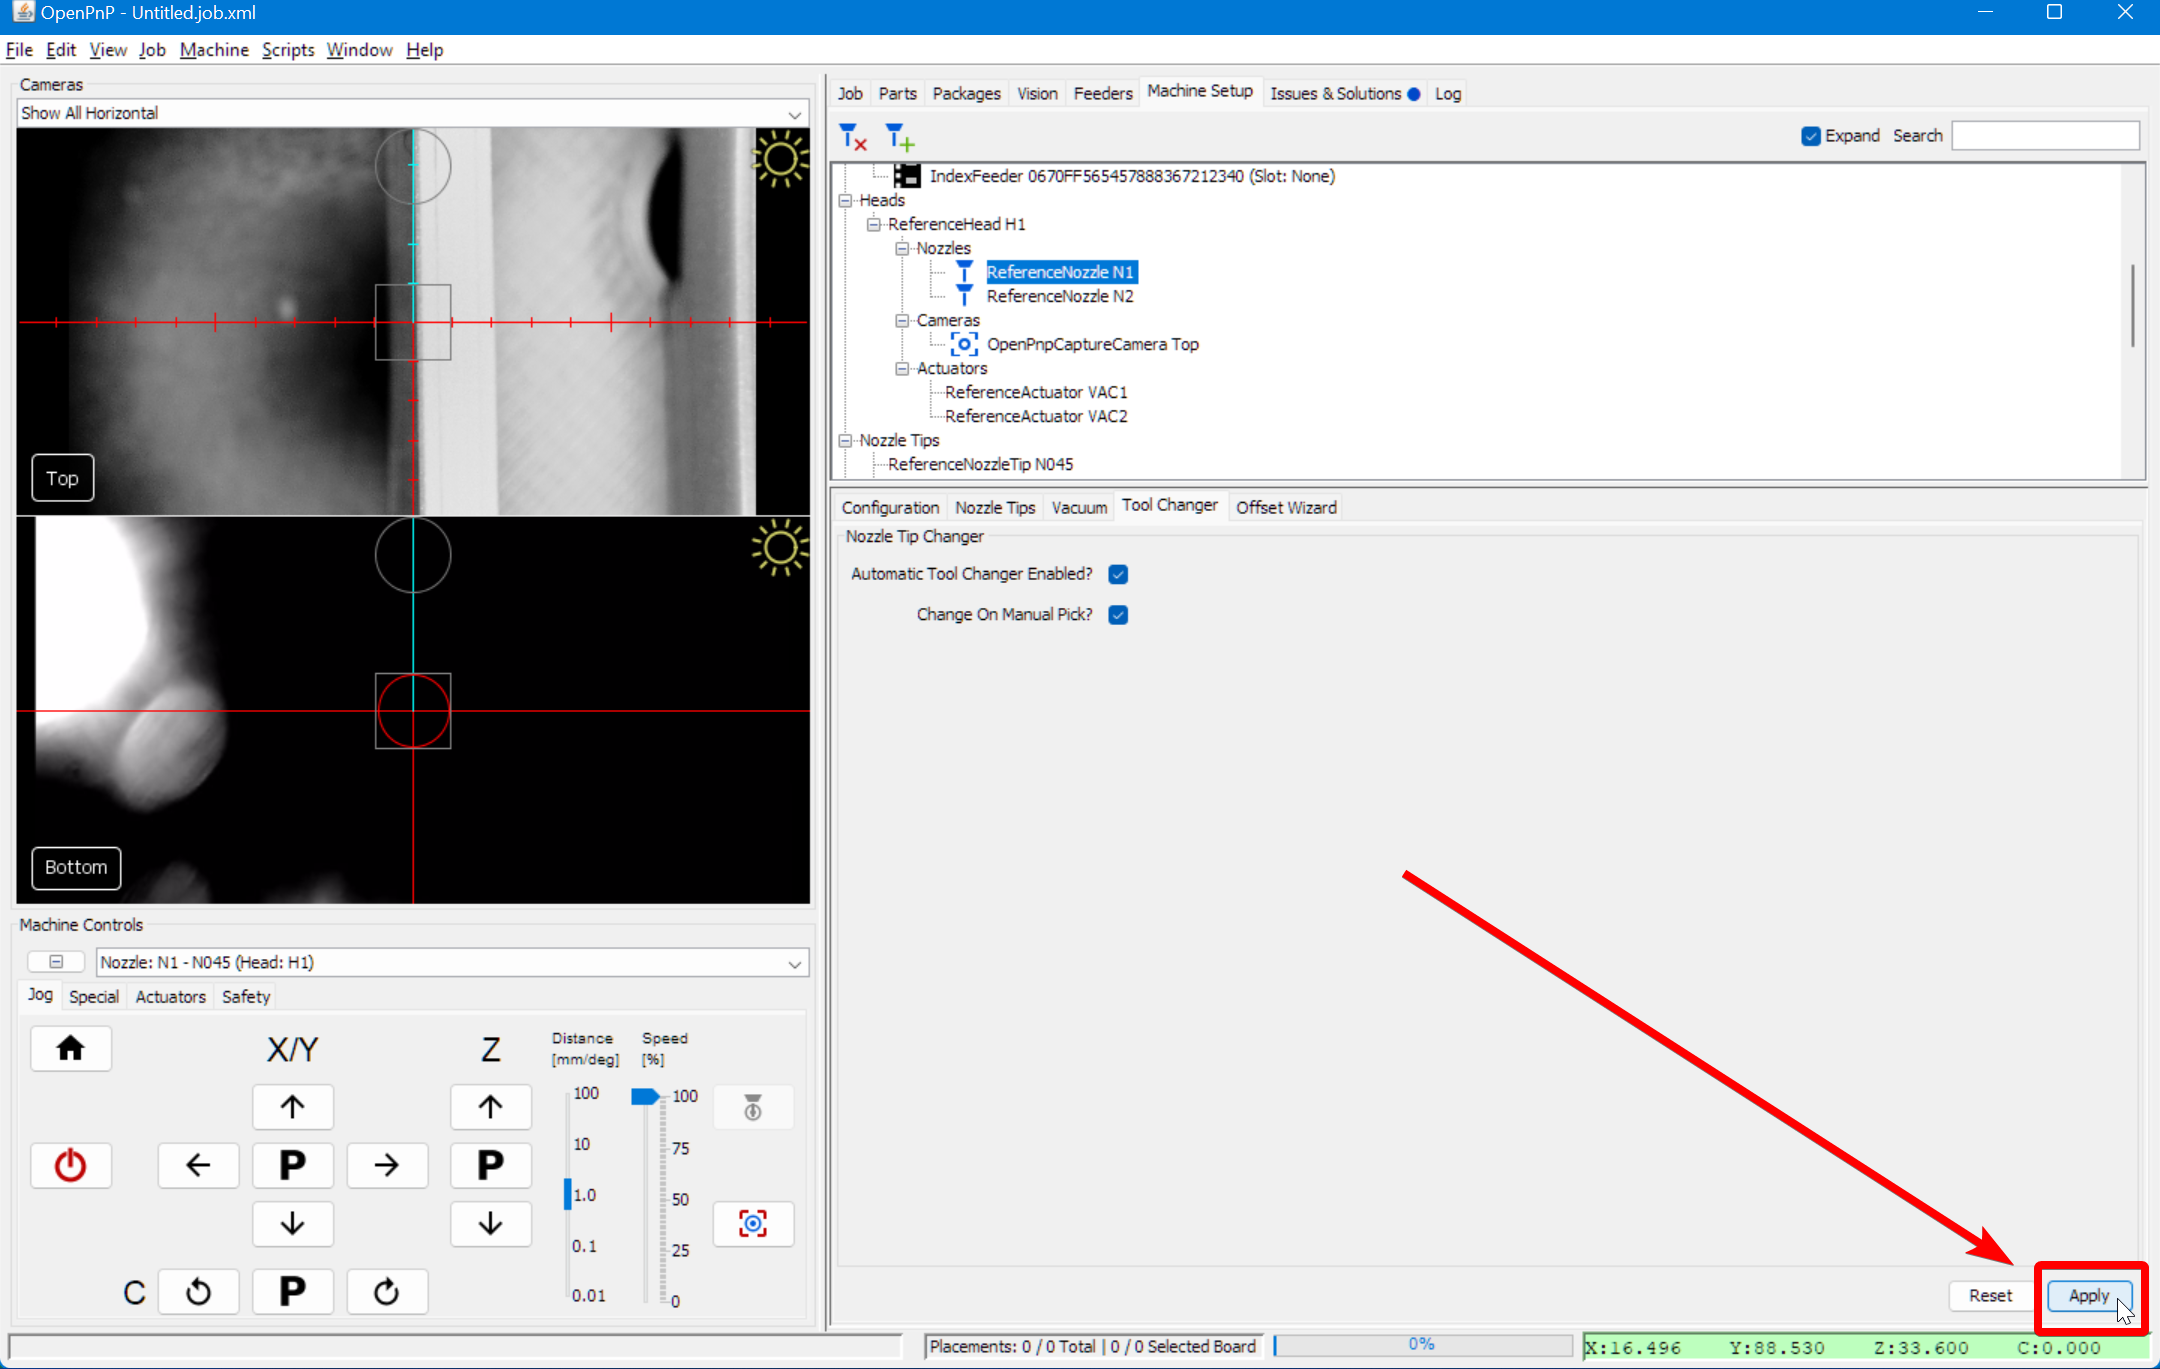 OpenPnP - Untitled.job.xml
File Edit View Job Machine Scripts Window Help
Cameras
Show All Horizontal
Top
Bottom
Machine Controls
Nozzle: N1 - N045 (Head: H1)
Jog Special Actuators Safety
X/Y Z Distance [mm/deg] Speed [%]
100 100
10 75
P P
1.0 50
0.1 25
C P 0.01 0
Job Parts Packages Vision Feeders Machine Setup Issues & Solutions Log
Expand Search
IndexFeeder 0670FF565457888367212340 (Slot: None)
Heads
ReferenceHead H1
Nozzles
ReferenceNozzle N1
ReferenceNozzle N2
Cameras
OpenPnpCaptureCamera Top
Actuators
ReferenceActuator VAC1
ReferenceActuator VAC2
Nozzle Tips
ReferenceNozzleTip N045
Configuration Nozzle Tips Vacuum Tool Changer Offset Wizard
Nozzle Tip Changer
Automatic Tool Changer Enabled?
Change On Manual Pick?
Reset Apply
Placements: 0 / 0 Total | 0 / 0 Selected Board 0% X:16.496 Y:88.530 Z:33.600 C:0.000